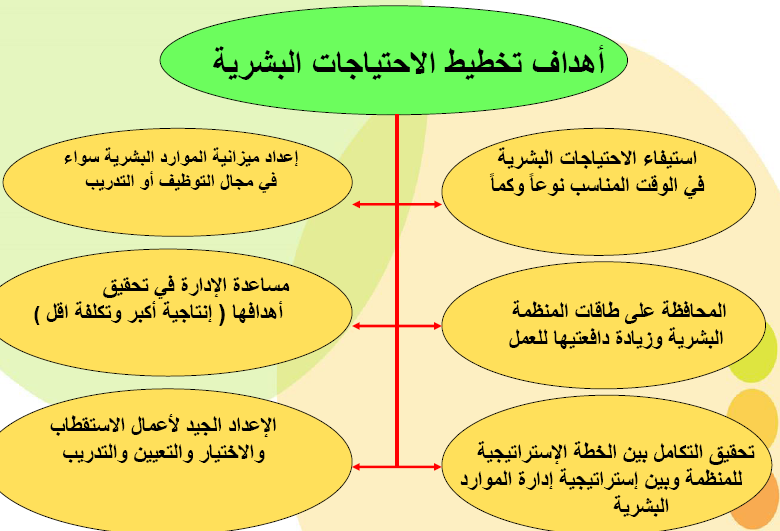 أهداف تخطيط الاحتياجات البشرية
استيفاء الاحتياجات البشرية
في الوقت المناسب نوعاً وكماً
إعداد ميزانية الموارد البشرية سواء
في مجال التوظيف أو التدريب
المحافظة على طاقات المنظمة
البشرية وزيادة دافعتيها للعمل
مساعدة الإدارة في تحقيق
أهدافها ( إنتاجية أكبر وتكلفة اقل )
تحقيق التكامل بين الخطة الإستراتيجية
للمنظمة وبين إستراتيجية إدارة الموارد
البشرية
الإعداد الجيد لأعمال الاستقطاب
والاختيار والتعيين والتدريب